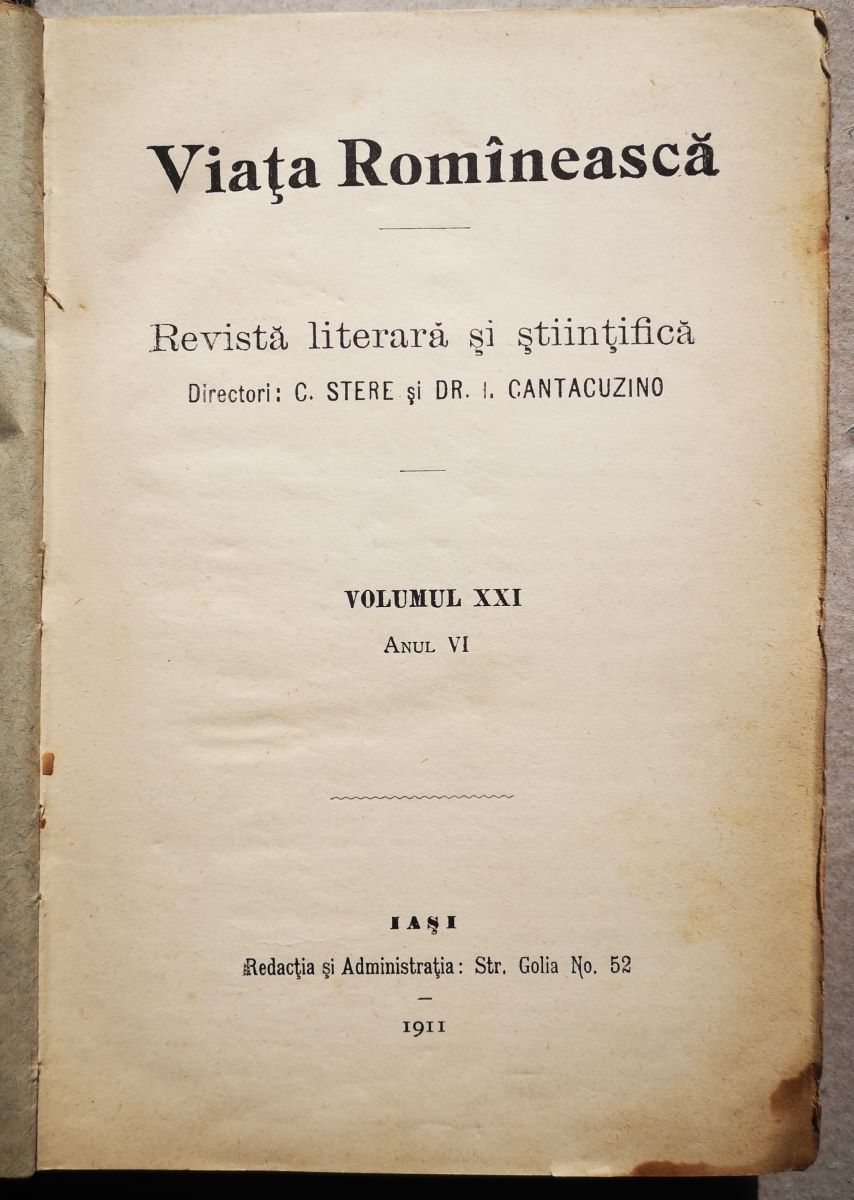 Viaţa Romînească
Revistă literară şi ştiinţifică
Directori: C. STERE şi DR. I. CANTACUZINO
VOLUMUL XXI
ANUL VI
IAŞI
Redacţia şi Administraţia: Str. Golia No. 52
1911